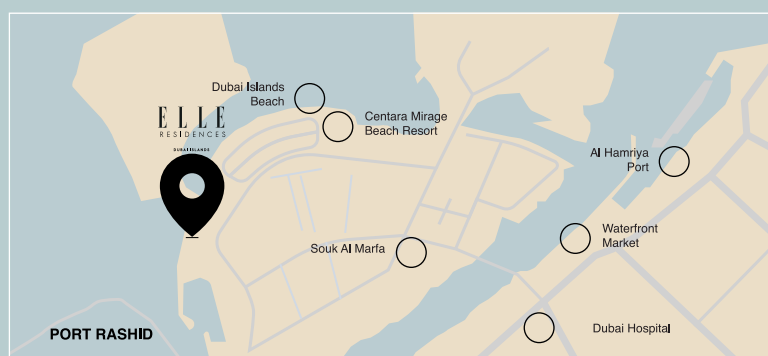 Dubai Islands
Beach
ELLE
RESIDENCES
DUBAI ISLANDS
Centara Mirage
Beach Resort
Al Hamriya
Port
Waterfront
Market
Souk Al Marfa
PORT RASHID
Dubai Hospital